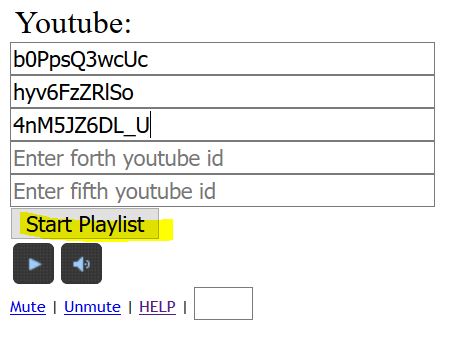 Youtube:
b0PpsQ3wcUc
hyv6FzZRlSo
4nM5JZ6DL_U
Enter forth youtube id
Enter fifth youtube id
Start Playlist
Mute | Unmute | HELP |